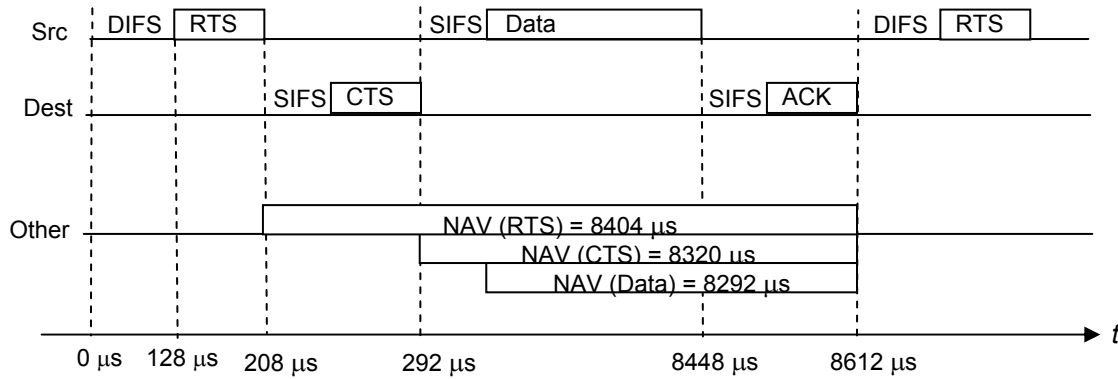 Src DIFS RTS SIFS Data DIFS RTS
Dest SIFS CTS SIFS ACK
Other NAV (RTS) = 8404 μs
NAV (CTS) = 8320 μs
NAV (Data) = 8292 μs
t
0 μs 128 μs 208 μs 292 μs 8448 μs 8612 μs